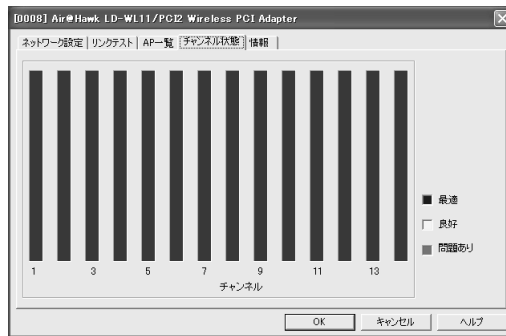 [0008] Air@Hawk LD-WL11/PCI2 Wireless PCI Adapter
ネットワーク設定 リンクテスト AP一覧 チャンネル状態 情報
最適
良好
問題あり
1 3 5 7 9 11 13
チャンネル
OK キャンセル ヘルプ